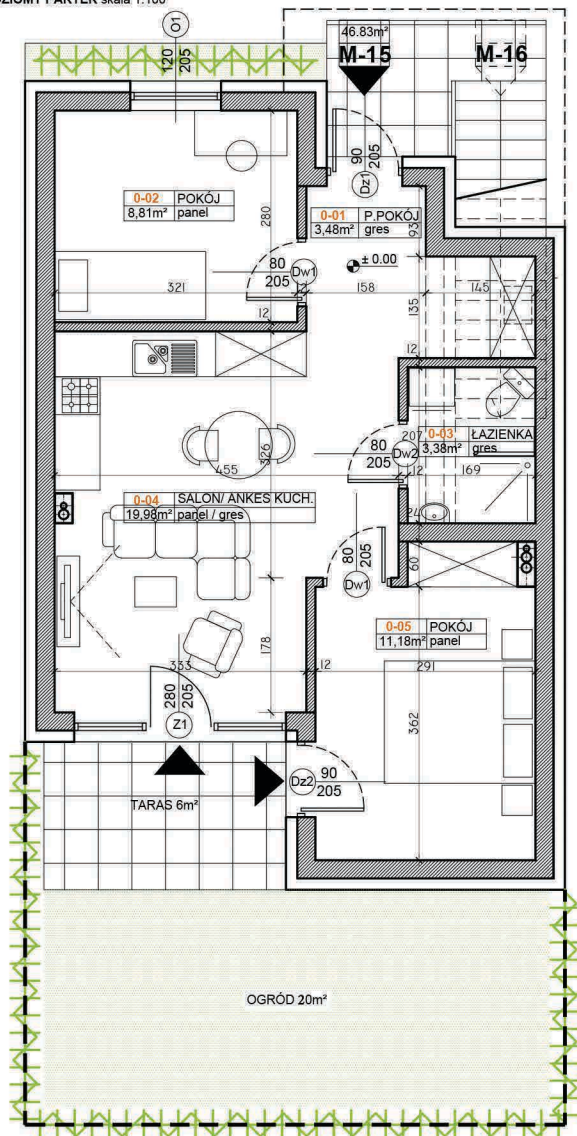 PARTER skala 1:100
O1
120
205
46.83m²
M-15
M-16
90
205
Dz1
0-02 POKÓJ
8,81m² panel
280
0-01 P.POKÓJ
3,48m² gres
93
± 0.00
80
205
Dw1
321
12
158
145
135
12
12
0-03 ŁAZIENKA
3,38m² gres
207
80
205
Dw2
12
169
24
326
455
0-04 SALON/ ANKES KUCH.
19,98m² panel / gres
80
205
Dw1
60
0-05 POKÓJ
11,18m² panel
178
333
12
291
280
205
Z1
362
Dz2
90
205
TARAS 6m²
OGRÓD 20m²